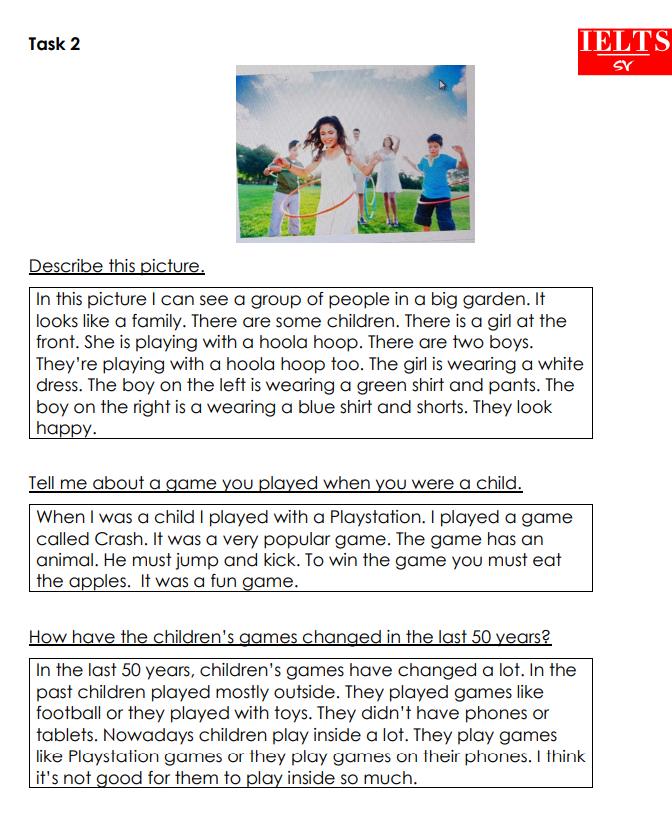 Task 2
IELTS
SV
Describe this picture.
In this picture I can see a group of people in a big garden. It
looks like a family. There are some children. There is a girl at the
front. She is playing with a hoola hoop. There are two boys.
They’re playing with a hoola hoop too. The girl is wearing a white
dress. The boy on the left is wearing a green shirt and pants. The
boy on the right is a wearing a blue shirt and shorts. They look
happy.
Tell me about a game you played when you were a child.
When I was a child I played with a Playstation. I played a game
called Crash. It was a very popular game. The game has an
animal. He must jump and kick. To win the game you must eat
the apples.  It was a fun game.
How have the children’s games changed in the last 50 years?
In the last 50 years, children’s games have changed a lot. In the
past children played mostly outside. They played games like
football or they played with toys. They didn’t have phones or
tablets. Nowadays children play inside a lot. They play games
like Playstation games or they play games on their phones. I think
it’s not good for them to play inside so much.